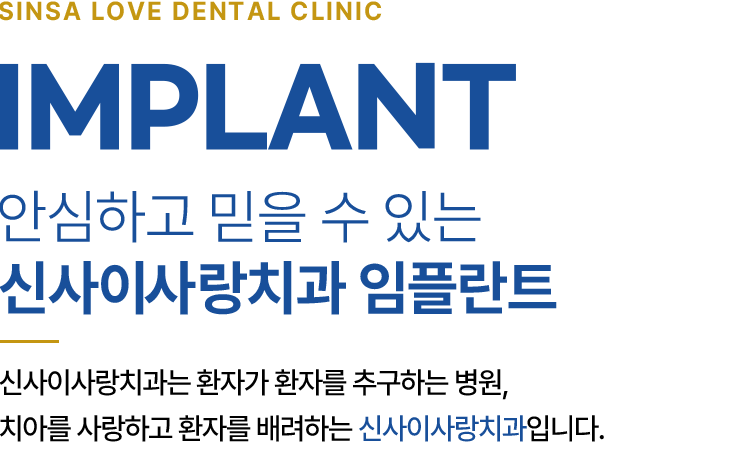 SINSA LOVE DENTAL CLINIC
IMPLANT
안심하고 믿을 수 있는
신사이사랑치과 임플란트
신사이사랑치과는 환자가 환자를 추구하는 병원,
치아를 사랑하고 환자를 배려하는 신사이사랑치과입니다.